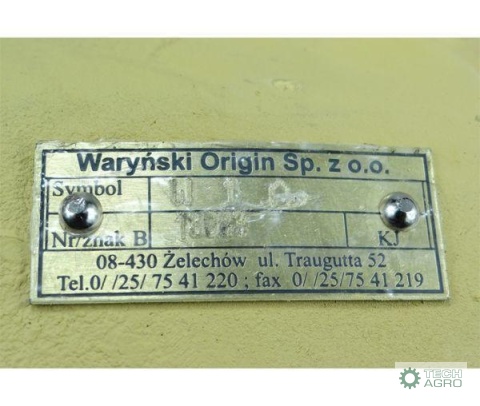 Waryński Origin Sp. z o.o.
Symbol
Nr/znak B KJ
08-430 Żelechów ul. Traugutta 52
Tel.0/ /25/ 75 41 220 ; fax 0/ /25/75 41 219
TECH
AGRO